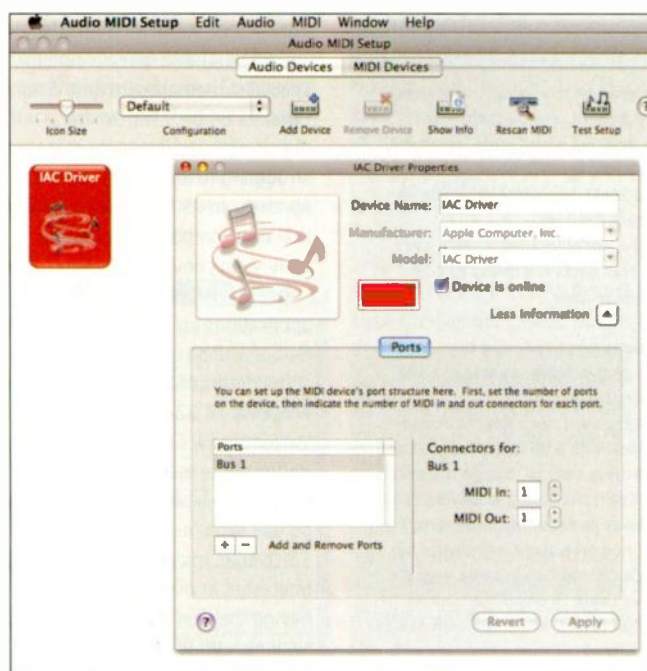 Audio MIDI Setup Edit Audio MIDI Window Help
Audio MIDI Setup
Audio Devices MIDI Devices
Default
Icon Size Configuration Add Device Remove Device Show Info Rescan MIDI Test Setup ?
IAC Driver
IAC Driver Properties
Device Name: IAC Driver
Manufacturer: Apple Computer, Inc.
Model: IAC Driver
Device is online
Less Information
Ports
You can set up the MIDI device's port structure here. First, set the number of ports
on the device, then indicate the number of MIDI in and out connectors for each port.
Ports
Bus 1
Connectors for:
Bus 1
MIDI In: 1
MIDI Out: 1
+ − Add and Remove Ports
? Revert Apply